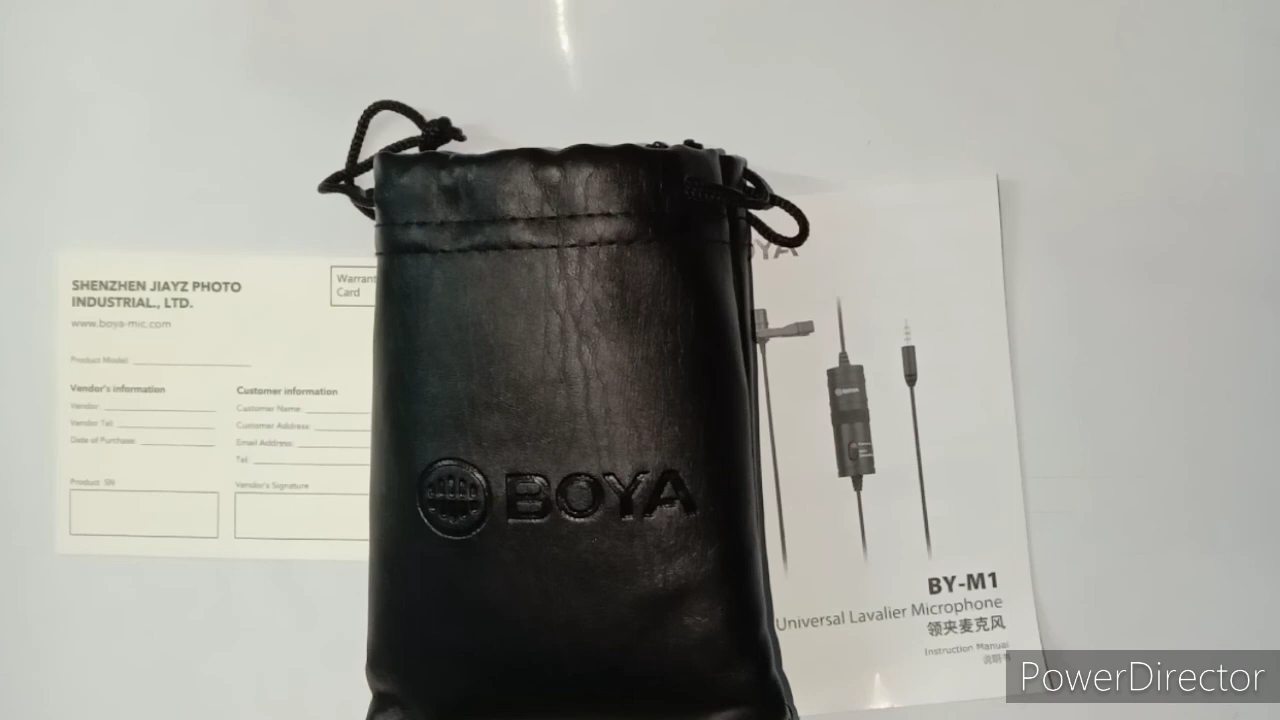 SHENZHEN JIAYZ PHOTO
INDUSTRIAL., LTD.
www.boya-mic.com
Warrant
Card
Product Model:
Vendor's information
Vendor:
Vendor Tel:
Date of Purchase:
Product SN
Customer information
Customer Name:
Customer Address:
Email Address:
Tel:
Vendor's Signature
BOYA
OYA
BY-M1
Universal Lavalier Microphone
领夹麦克风
Instruction Manual
PowerDirector